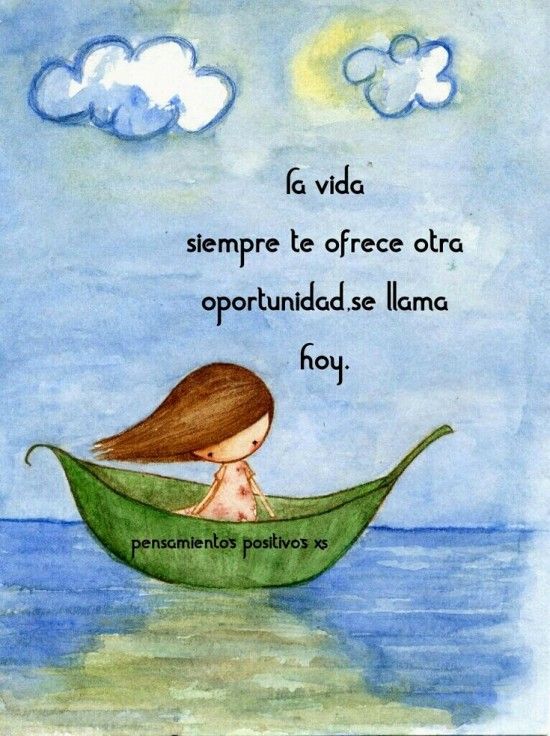 la vida
siempre te ofrece otra
oportunidad,se llama
hoy.
pensamientos positivos xs